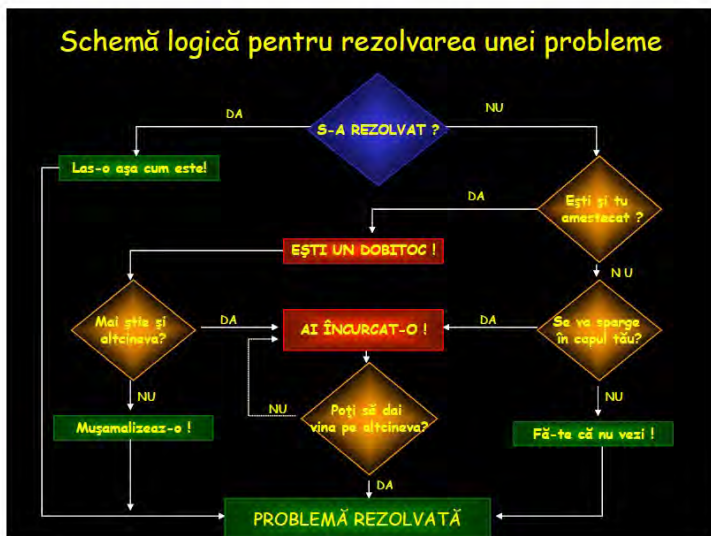 Schemă logică pentru rezolvarea unei probleme
DA
S-A REZOLVAT ?
NU
Las-o aşa cum este!
Eşti şi tu
amestecat ?
DA
EŞTI UN DOBITOC !
N U
Mai ştie şi
altcineva?
DA
AI ÎNCURCAT-O !
DA
Se va sparge
în capul tău?
NU
NU
Poţi să dai
vina pe altcineva?
NU
Muşamalizeaz-o !
Fă-te că nu vezi !
DA
PROBLEMĂ REZOLVATĂ